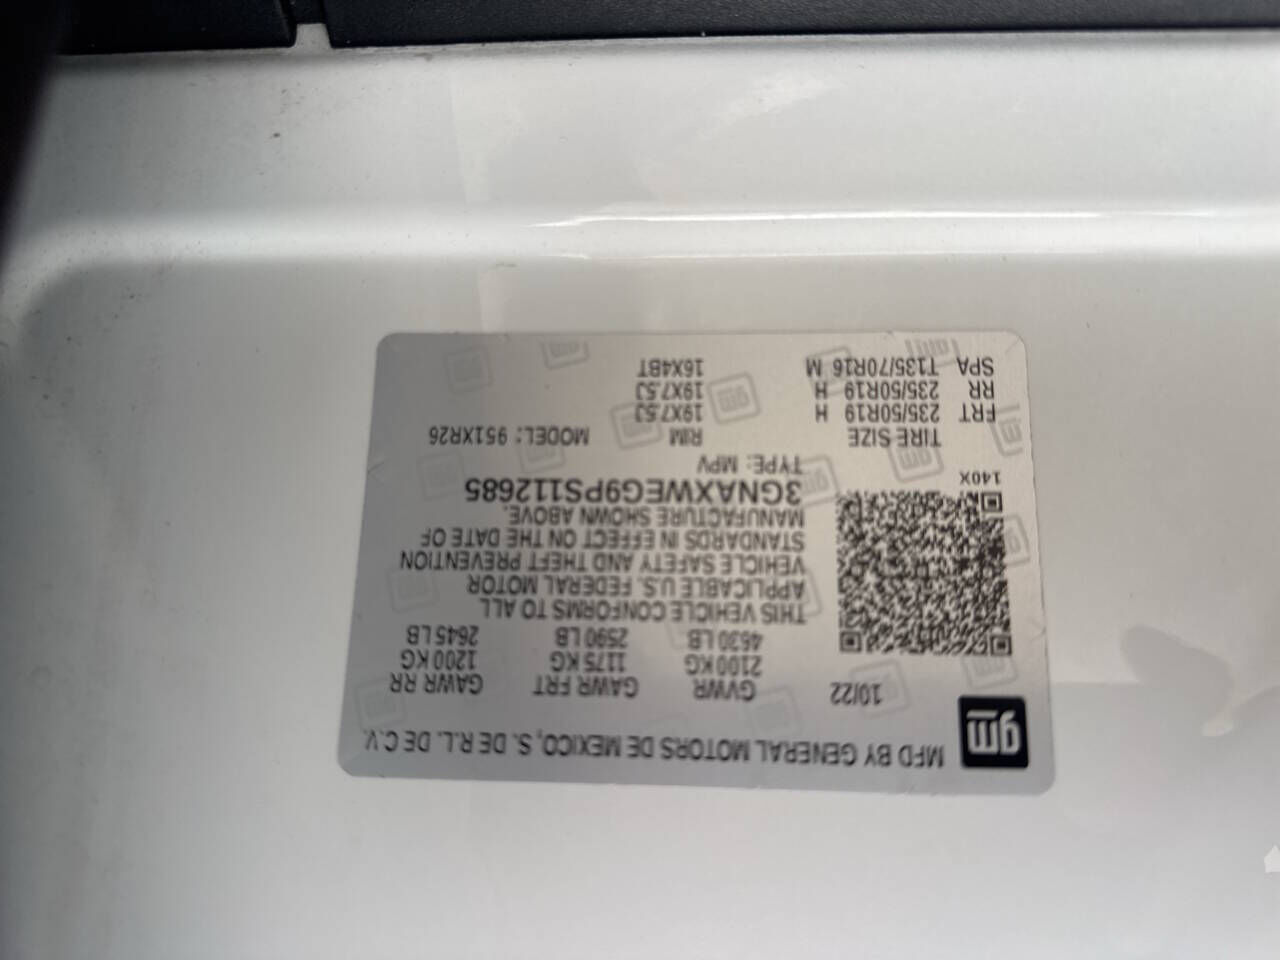 gm MFD BY GENERAL MOTORS DE MEXICO, S. DE R.L. DE C.V.
10/22 GVWR GAWR FRT GAWR RR
2100 KG 1175 KG 1200 KG
4630 LB 2590 LB 2645 LB
THIS VEHICLE CONFORMS TO ALL
APPLICABLE U.S. FEDERAL MOTOR
VEHICLE SAFETY AND THEFT PREVENTION
STANDARDS IN EFFECT ON THE DATE OF
MANUFACTURE SHOWN ABOVE.
3GNAXWEG9PS112685
140X TYPE: MPV
TIRE SIZE RIM MODEL: 951XR26
FRT 235/50R19 H 19X7.5J
RR 235/50R19 H 19X7.5J
SPA T135/70R16 M 16X4BT